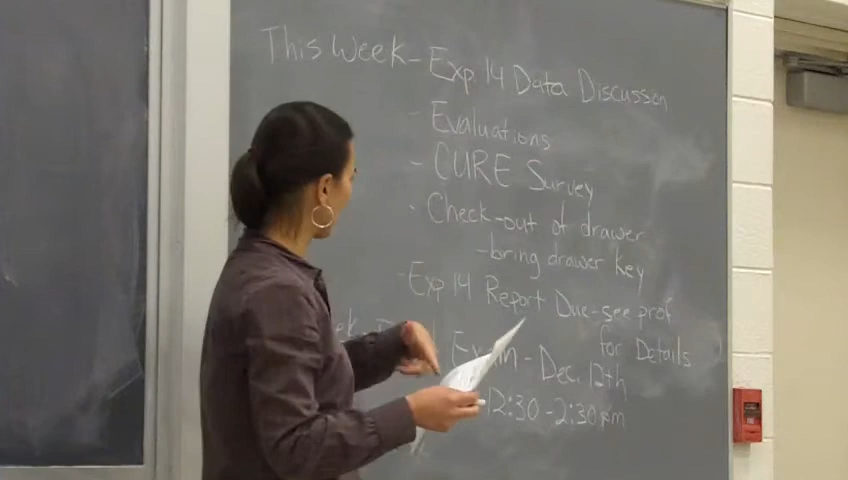 This Week - Exp. 14 Data Discussion
- Evaluations
- CURE Survey
- Check-out of drawer
- bring drawer key
- Exp 14 Report Due - see prof
for Details
Dec. 12th
12:30 - 2:30 pm